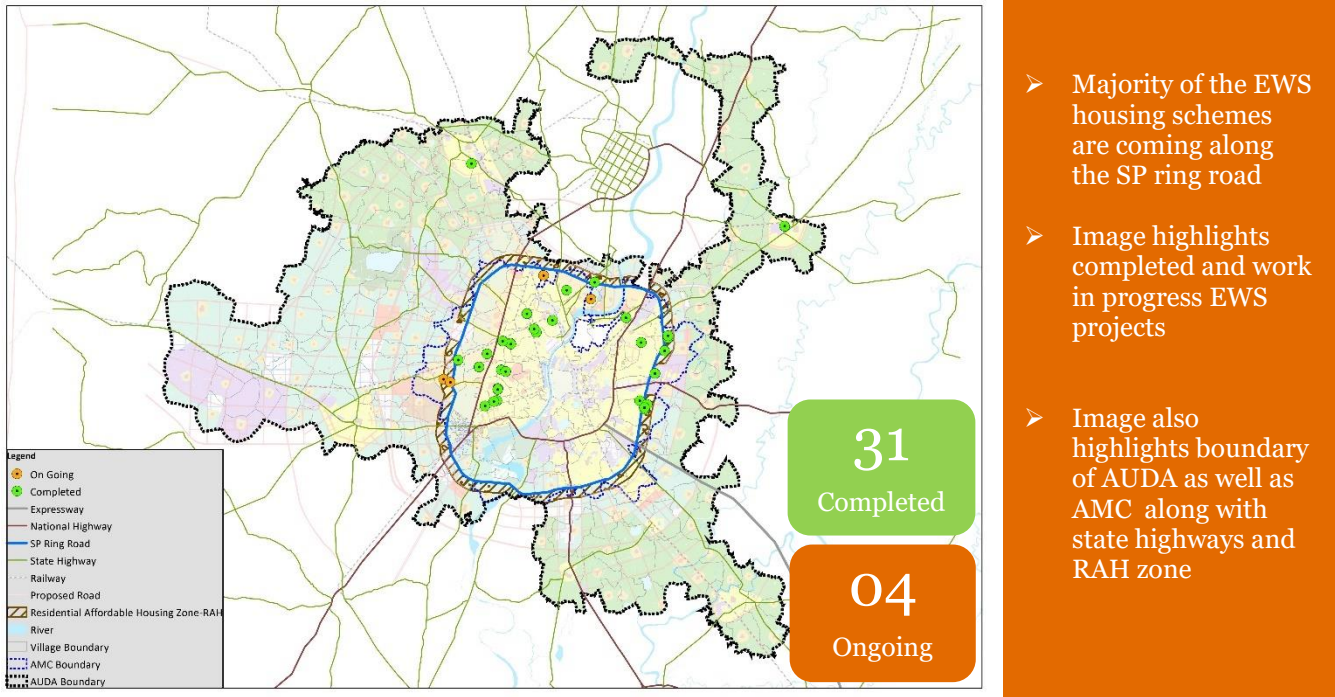 Legend
On Going
Completed
Expressway
National Highway
SP Ring Road
State Highway
Railway
Proposed Road
Residential Affordable Housing Zone-RAH
River
Village Boundary
AMC Boundary
AUDA Boundary
31
Completed
04
Ongoing
➢ Majority of the EWS
housing schemes
are coming along
the SP ring road
➢ Image highlights
completed and work
in progress EWS
projects
➢ Image also
highlights boundary
of AUDA as well as
AMC along with
state highways and
RAH zone